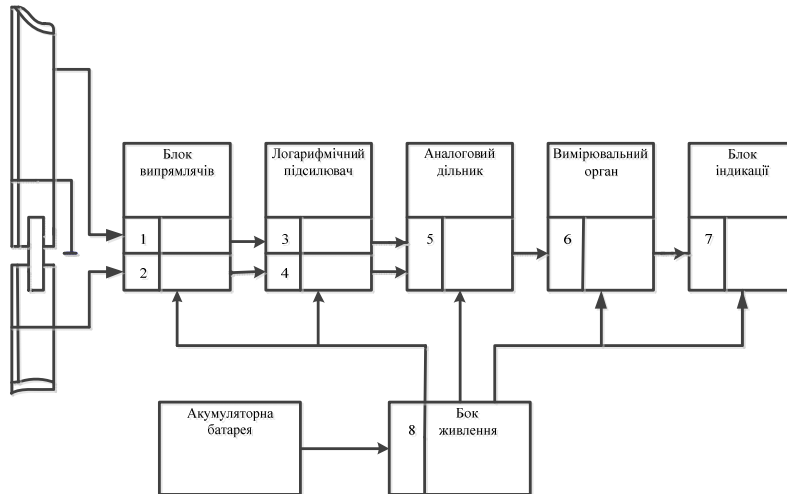 Блок
випрямлячів
Логарифмічний
підсилювач
Аналоговий
дільник
Вимірювальний
орган
Блок
індикації
1
3
5
6
7
2
4
Акумуляторна
батарея
8
Бок
живлення